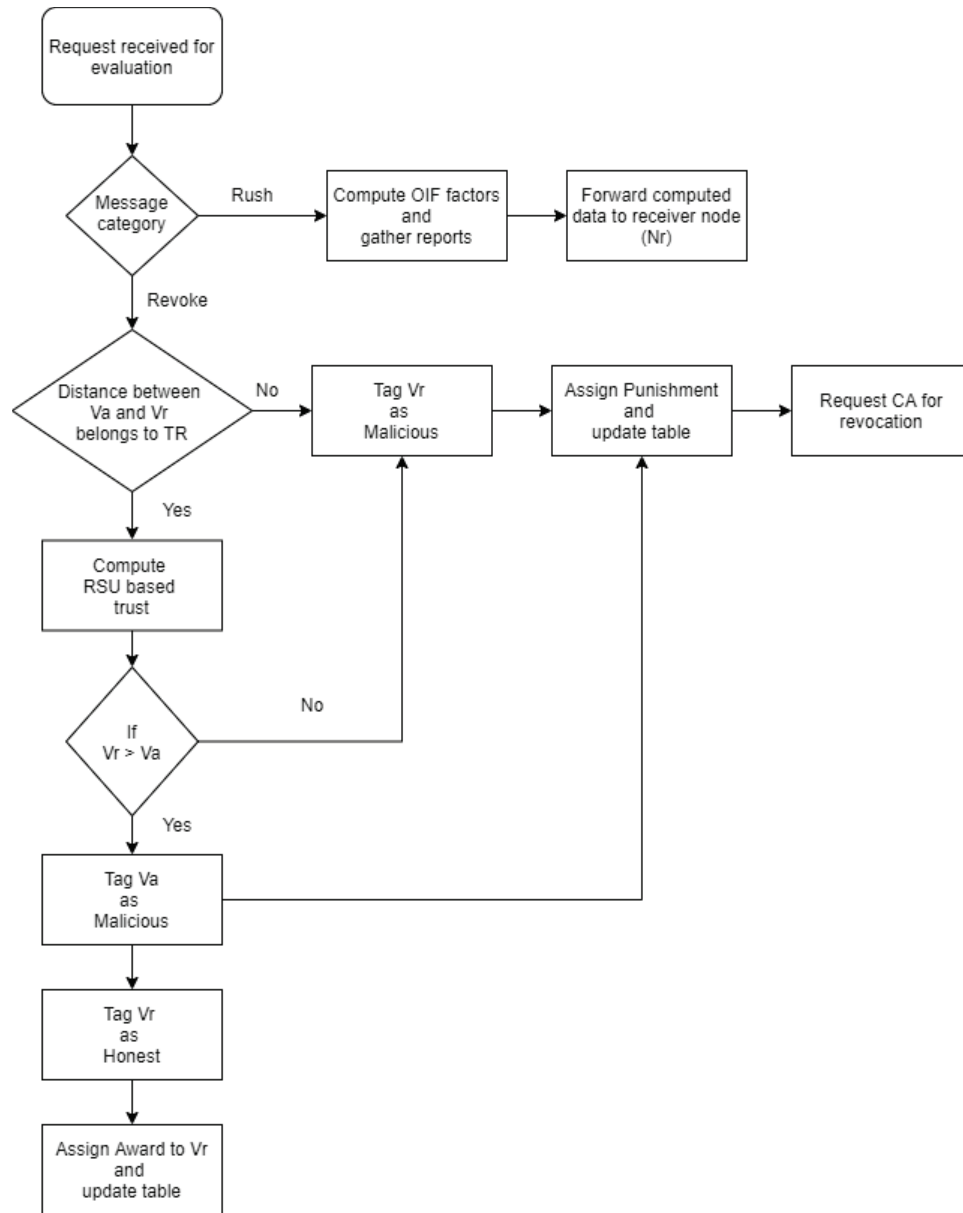 Request received for
evaluation
Message
category
Rush
Compute OIF factors
and
gather reports
Forward computed
data to receiver node
(Nr)
Revoke
Distance between
Va and Vr
belongs to TR
No
Tag Vr
as
Malicious
Assign Punishment
and
update table
Request CA for
revocation
Yes
Compute
RSU based
trust
If
Vr > Va
No
Yes
Tag Va
as
Malicious
Tag Vr
as
Honest
Assign Award to Vr
and
update table